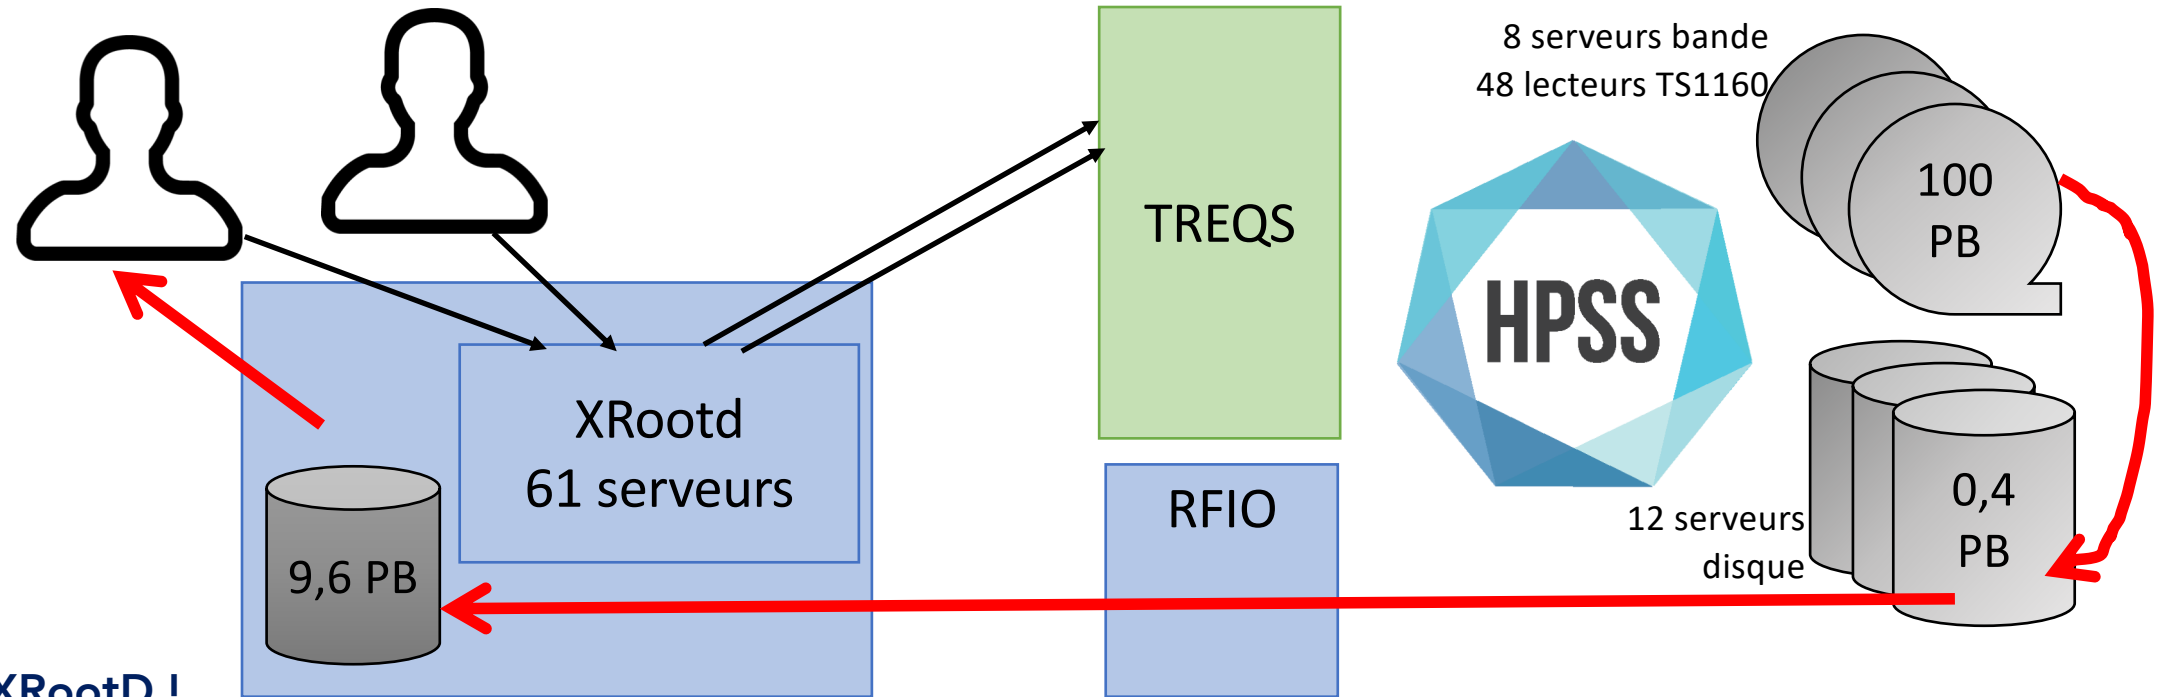 8 serveurs bande
48 lecteurs TS1160
100
PB
TREQS
HPSS
XRootd
61 serveurs
9,6 PB
RFIO
12 serveurs
disque
0,4
PB
XRootD !